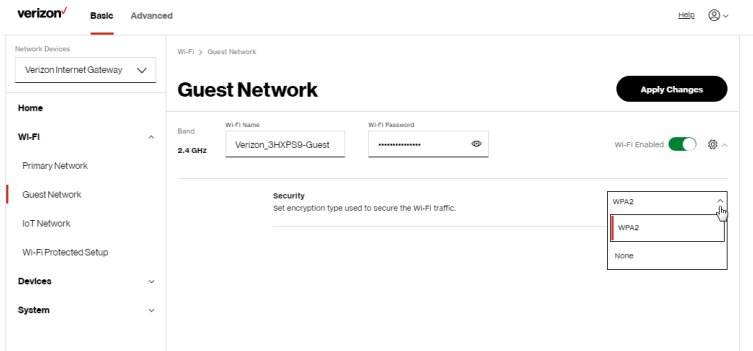 verizon
Basic
Advanced
Help
Network Devices
Verizon Internet Gateway
Home
Wi-Fi
Primary Network
Guest Network
IoT Network
Wi-Fi Protected Setup
Devices
System
Wi-Fi > Guest Network
Guest Network
Apply Changes
Band
2.4 GHz
Wi-Fi Name
Verizon_3HXPS9-Guest
Wi-Fi Password
•••••••••••••••
Wi-Fi Enabled
Security
Set encryption type used to secure the Wi-Fi traffic.
WPA2
WPA2
None